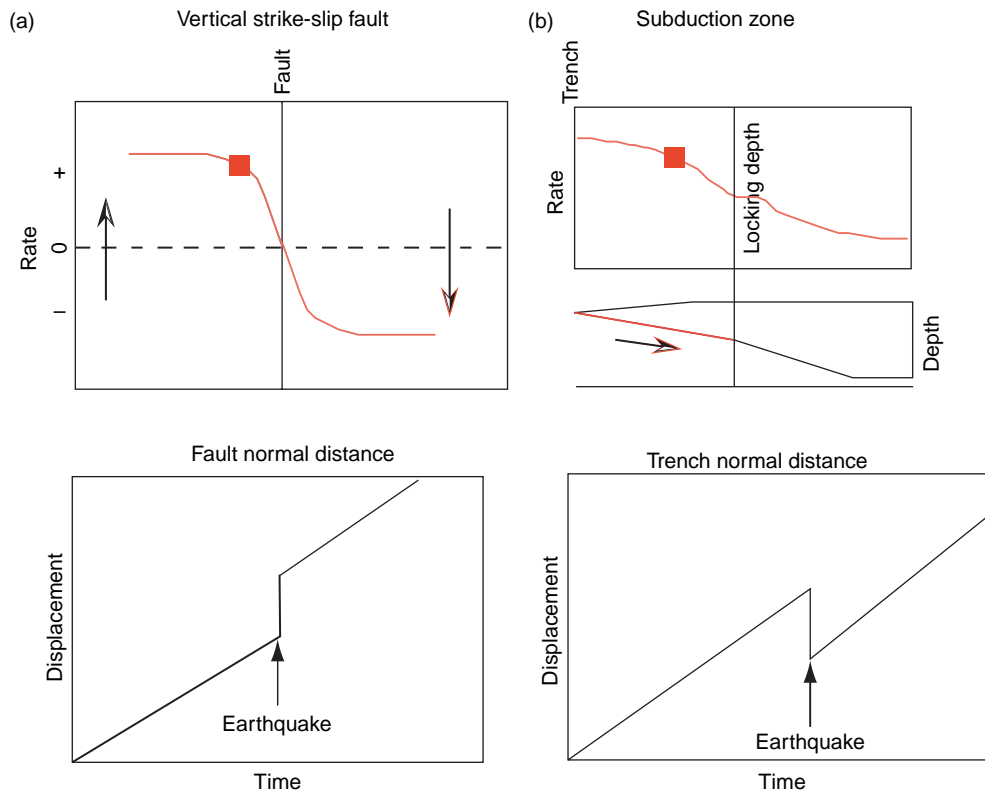 (a)
Vertical strike-slip fault
Fault
+
0
–
Rate
Fault normal distance
Displacement
Earthquake
Time
(b)
Subduction zone
Trench
Rate
Locking depth
Depth
Trench normal distance
Displacement
Earthquake
Time